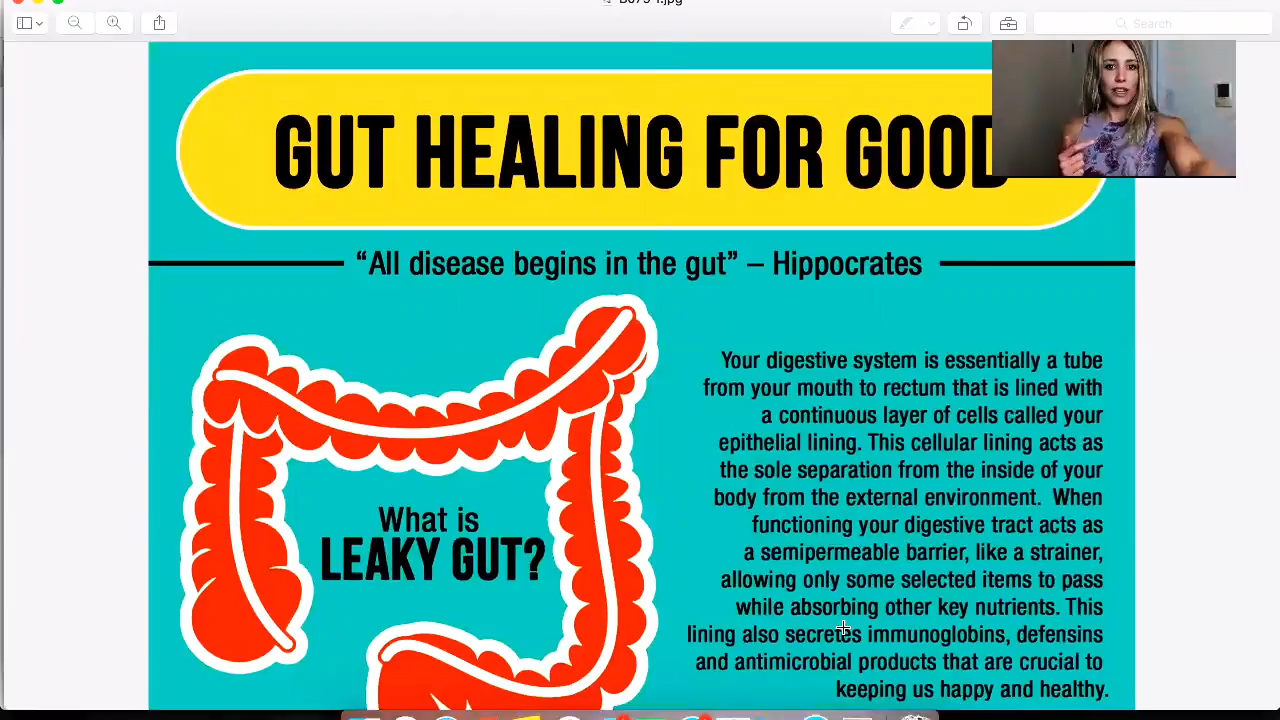 Search
GUT HEALING FOR GOOD
“All disease begins in the gut” – Hippocrates
What is
LEAKY GUT?
Your digestive system is essentially a tube
from your mouth to rectum that is lined with
a continuous layer of cells called your
epithelial lining. This cellular lining acts as
the sole separation from the inside of your
body from the external environment.  When
functioning your digestive tract acts as
a semipermeable barrier, like a strainer,
allowing only some selected items to pass
while absorbing other key nutrients. This
lining also secretes immunoglobins, defensins
and antimicrobial products that are crucial to
keeping us happy and healthy.